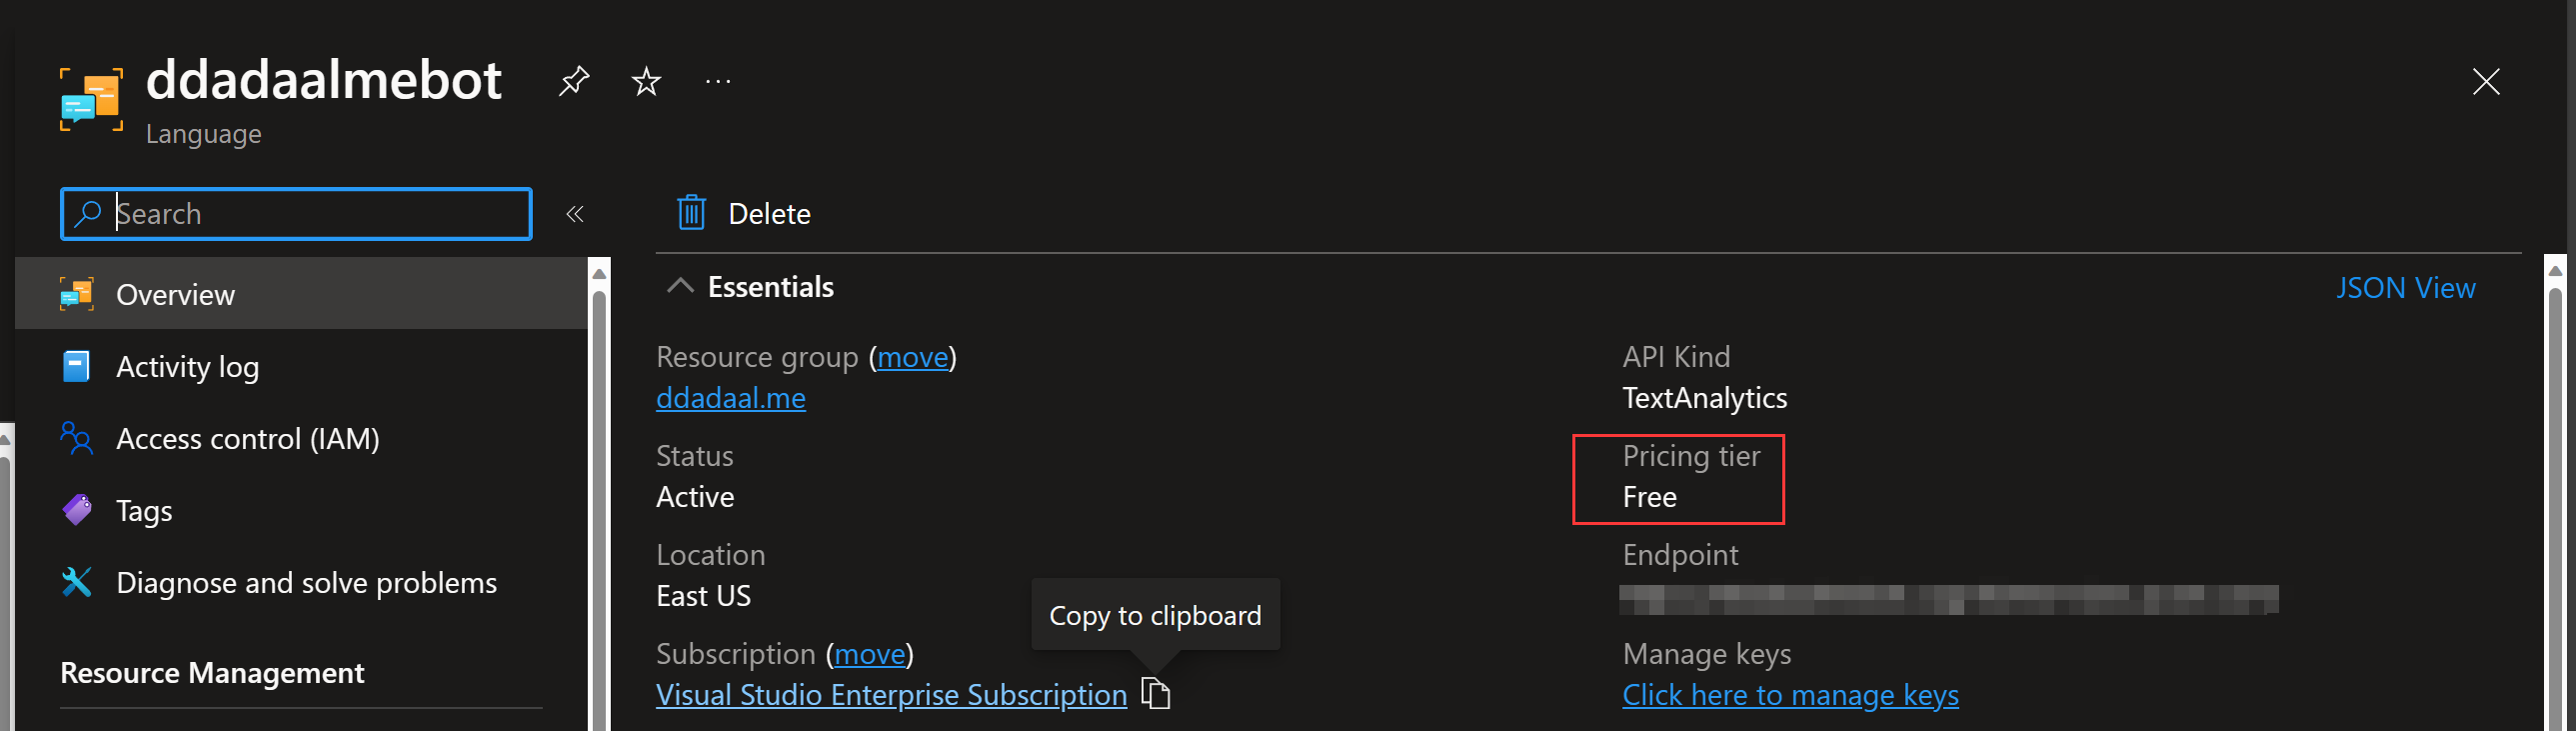 ddadaalmebot
Language
Search
Delete
Overview
Activity log
Access control (IAM)
Tags
Diagnose and solve problems
Resource Management
Essentials
JSON View
Resource group (move)
ddadaal.me
Status
Active
Location
East US
Subscription (move)
Visual Studio Enterprise Subscription
Copy to clipboard
API Kind
TextAnalytics
Pricing tier
Free
Endpoint
Manage keys
Click here to manage keys